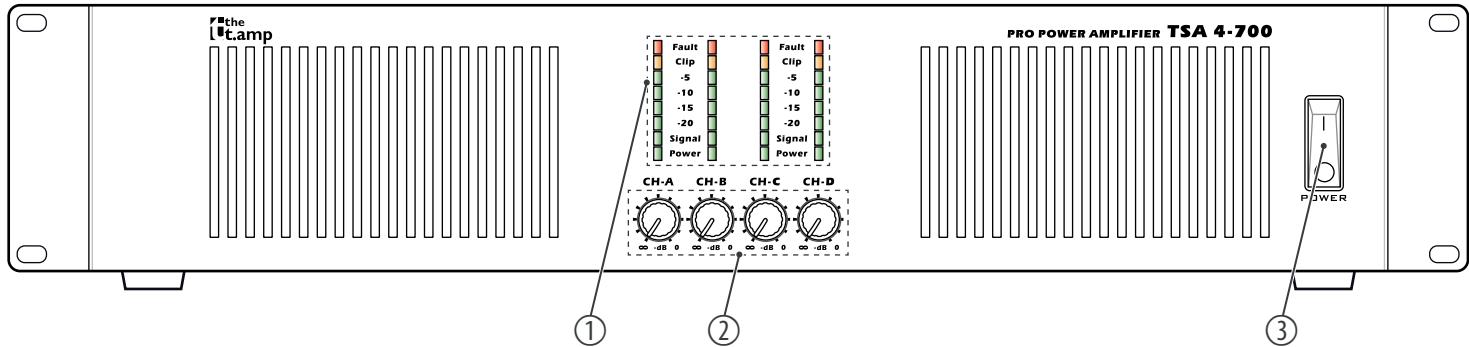 the
t.amp
PRO POWER AMPLIFIER TSA 4-700
Fault Fault
Clip Clip
-5 -5
-10 -10
-15 -15
-20 -20
Signal Signal
Power Power
CH-A CH-B CH-C CH-D
∞ -dB 0 ∞ -dB 0 ∞ -dB 0 ∞ -dB 0
POWER
1 2 3